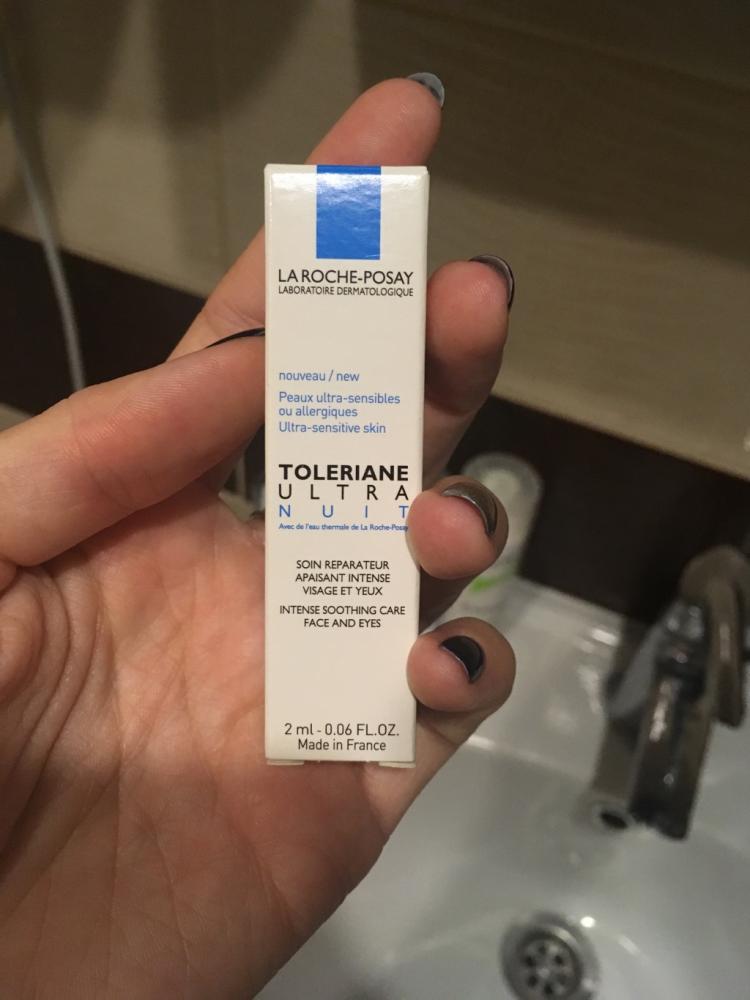 LA ROCHE-POSAY
LABORATOIRE DERMATOLOGIQUE
nouveau / new
Peaux ultra-sensibles
ou allergiques
Ultra-sensitive skin
TOLERIANE
ULTRA
NUIT
Avec de l'eau thermale de La Roche-Posay
SOIN REPARATEUR
APAISANT INTENSE
VISAGE ET YEUX
INTENSE SOOTHING CARE
FACE AND EYES
2 ml - 0.06 FL.OZ.
Made in France